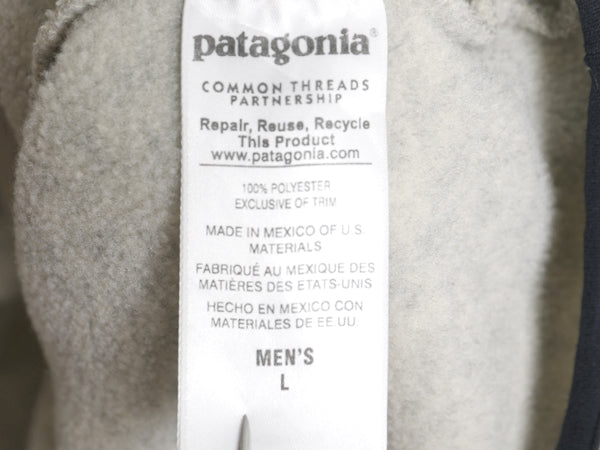 patagonia®
COMMON THREADS
PARTNERSHIP
Repair, Reuse, Recycle
This Product
www.patagonia.com
100% POLYESTER
EXCLUSIVE OF TRIM
MADE IN MEXICO OF U.S.
MATERIALS
FABRIQUÉ AU MEXIQUE DES
MATIÈRES DES ETATS-UNIS
HECHO EN MEXICO CON
MATERIALES DE EE.UU.
MEN'S
L